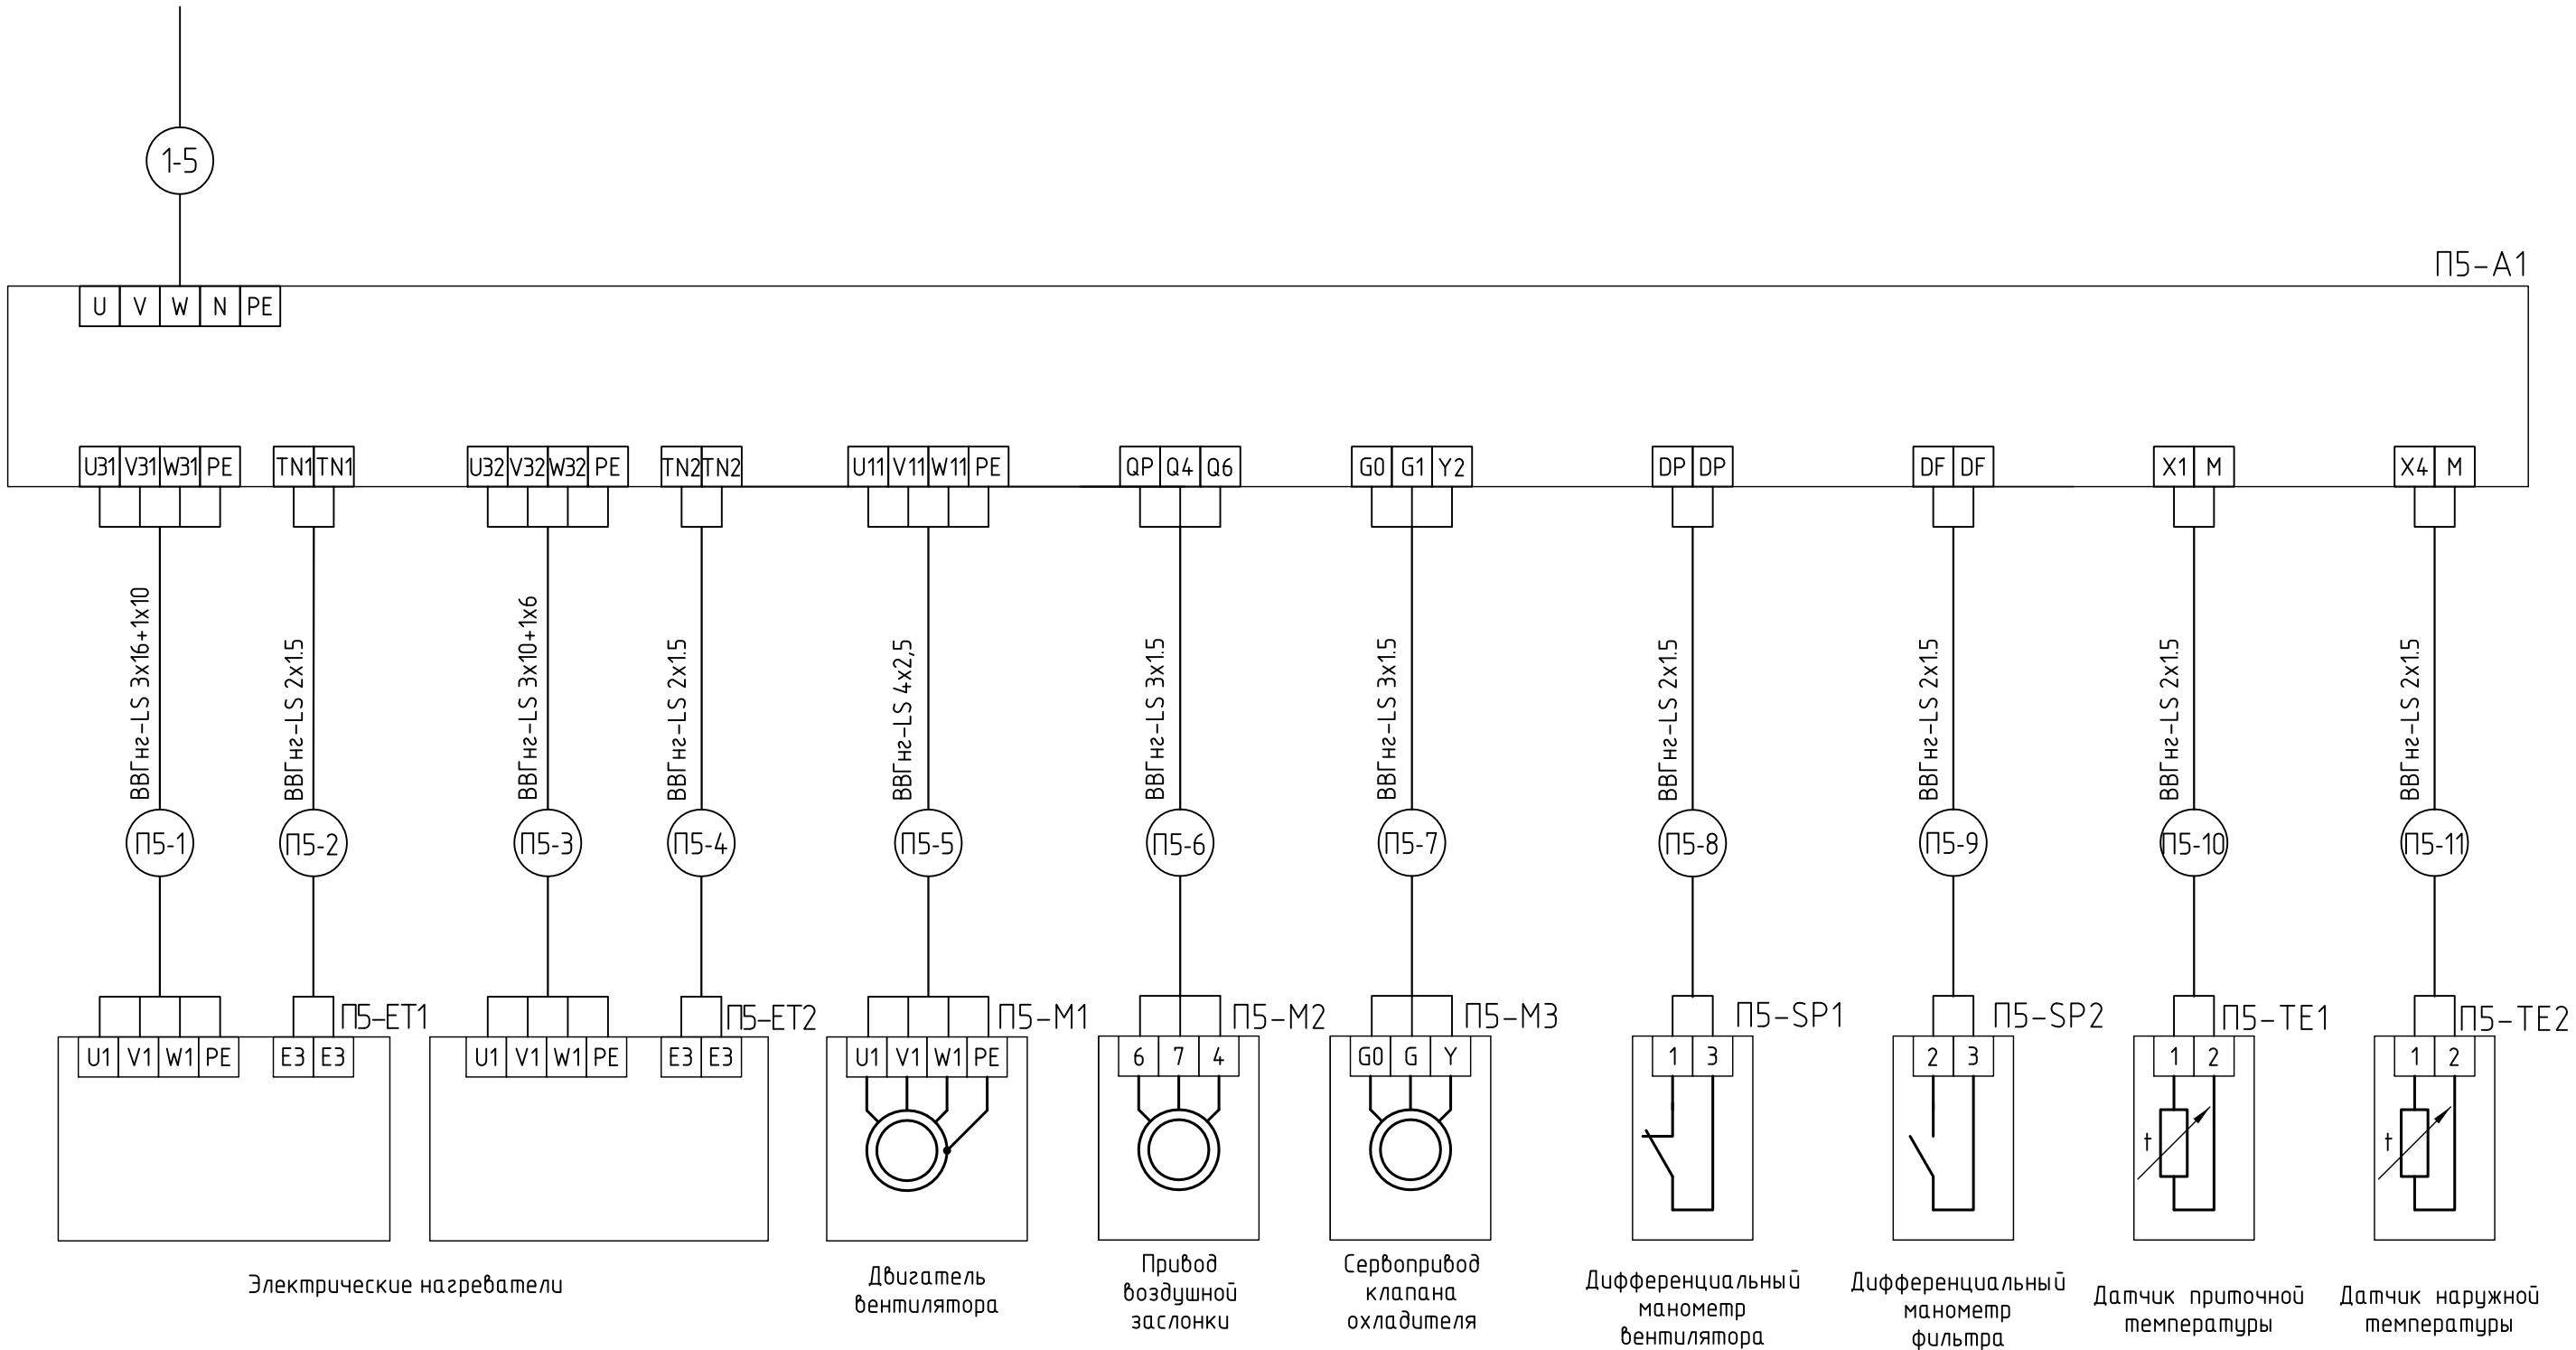 1-5
П5-А1
U V W N PE
U31 V31 W31 PE TN1 TN1 U32 V32 W32 PE TN2 TN2 U11 V11 W11 PE QP Q4 Q6 G0 G1 Y2 DP DP DF DF X1 M X4 M
ВВГнг-LS 3х16+1х10
ВВГнг-LS 2х1.5
ВВГнг-LS 3х10+1х6
ВВГнг-LS 2х1.5
ВВГнг-LS 4х2,5
ВВГнг-LS 3х1.5
ВВГнг-LS 3х1.5
ВВГнг-LS 2х1.5
ВВГнг-LS 2х1.5
ВВГнг-LS 2х1.5
ВВГнг-LS 2х1.5
П5-1 П5-2 П5-3 П5-4 П5-5 П5-6 П5-7 П5-8 П5-9 П5-10 П5-11
П5-ЕТ1 П5-ЕТ2 П5-М1 П5-М2 П5-М3 П5-SP1 П5-SP2 П5-ТЕ1 П5-ТЕ2
U1 V1 W1 PE E3 E3 U1 V1 W1 PE E3 E3 U1 V1 W1 PE 6 7 4 G0 G Y 1 3 2 3 1 2 1 2
t t
Электрические нагреватели
Двигатель
вентилятора
Привод
воздушной
заслонки
Сервопривод
клапана
охладителя
Дифференциальный
манометр
вентилятора
Дифференциальный
манометр
фильтра
Датчик приточной
температуры
Датчик наружной
температуры